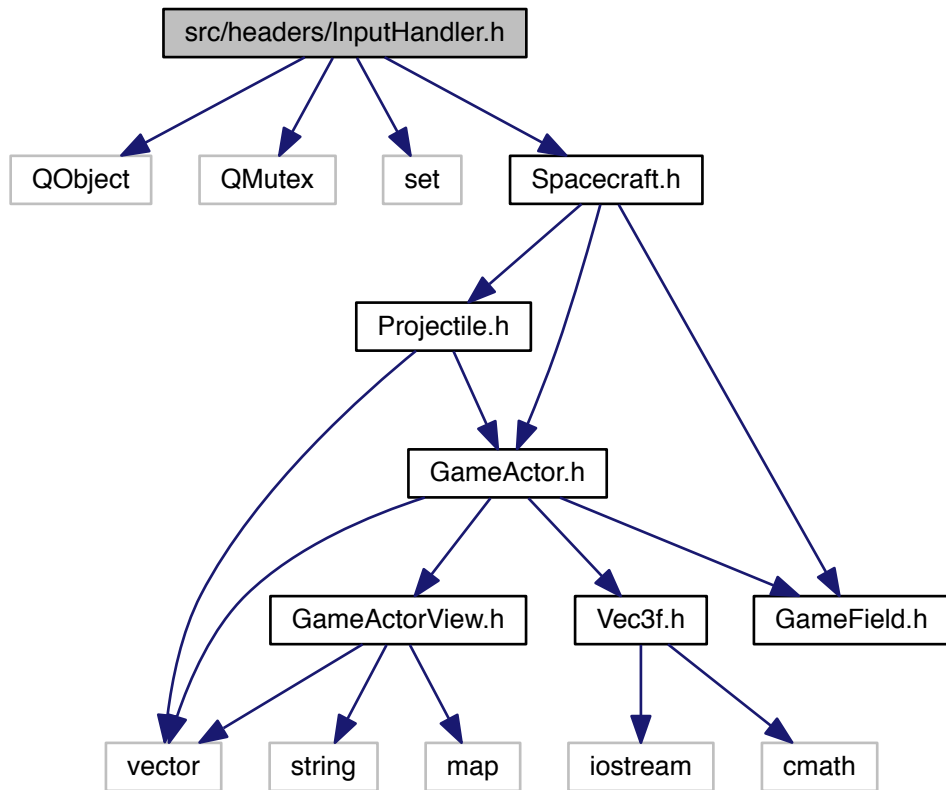 src/headers/InputHandler.h
QObject
QMutex
set
Spacecraft.h
Projectile.h
GameActor.h
GameActorView.h
Vec3f.h
GameField.h
vector
string
map
iostream
cmath